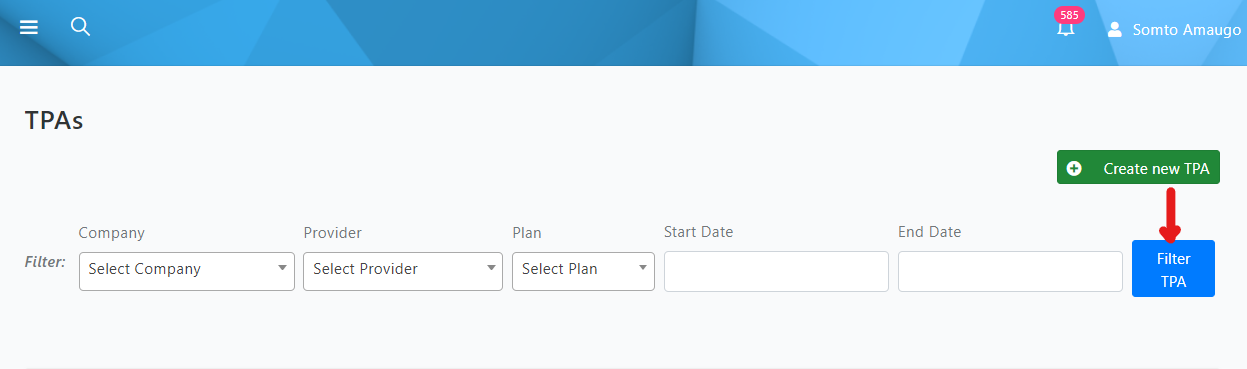 585
Somto Amaugo
TPAs
Create new TPA
Company
Provider
Plan
Start Date
End Date
Filter:
Select Company
Select Provider
Select Plan
Filter
TPA